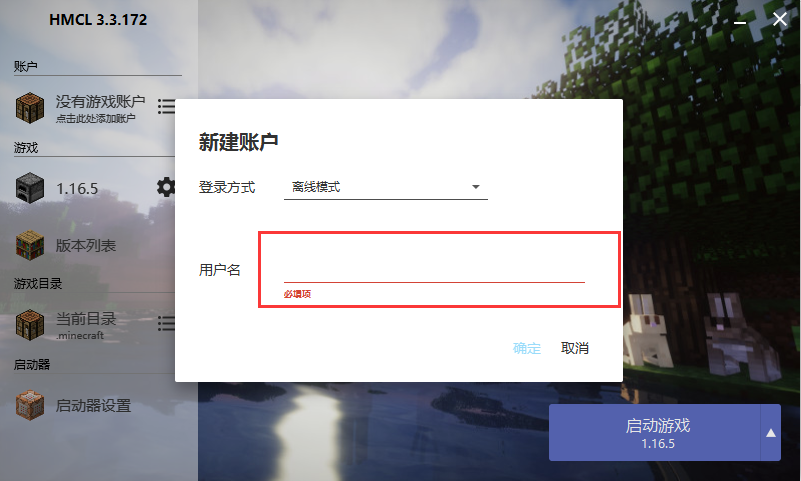 HMCL 3.3.172
账户
没有游戏账户
点击此处添加账户
游戏
1.16.5
版本列表
游戏目录
当前目录
.minecraft
启动器
启动器设置
新建账户
登录方式 离线模式
用户名
必填项
确定 取消
启动游戏
1.16.5